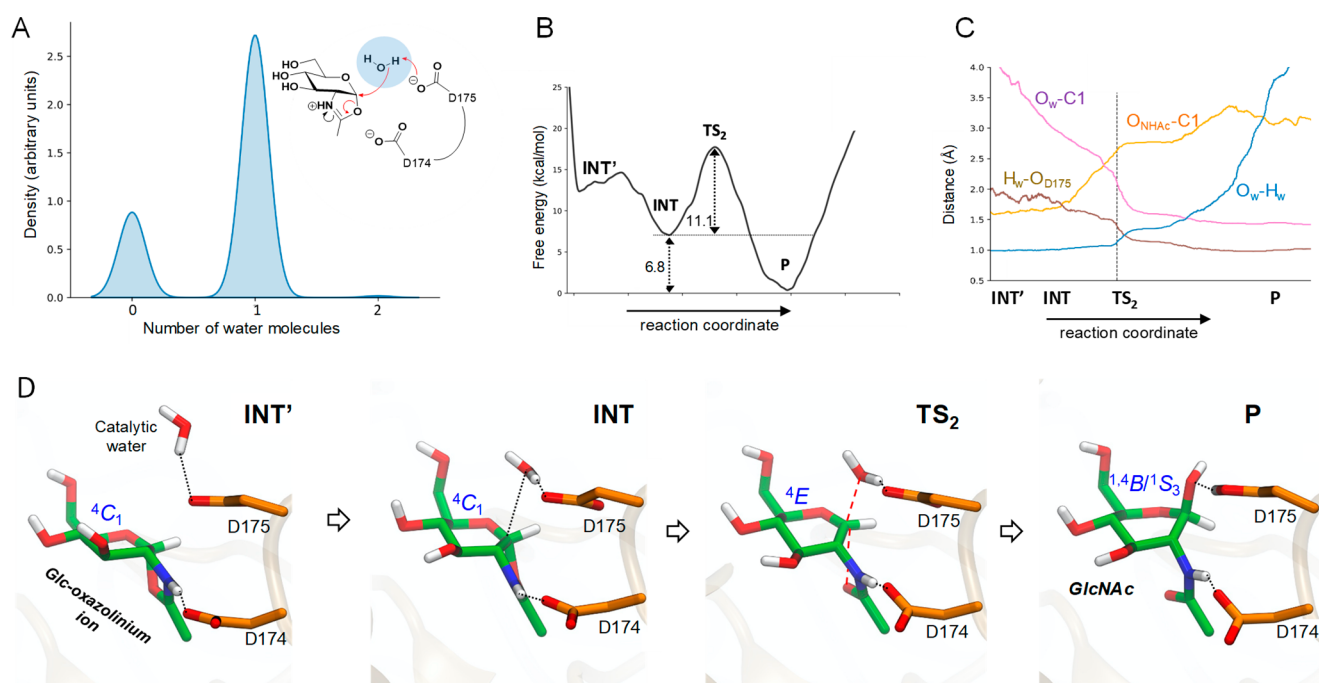 A
Density (arbitrary units)
2.5
2.0
1.5
1.0
0.5
0.0
0
1
2
Number of water molecules
HO
HO
HO
O
HN
⊕
O
H
O
H
⊖
O
O
D175
O
⊖O
D174
B
Free energy (kcal/mol)
25
20
15
10
5
0
INT’
INT
TS2
P
11.1
6.8
reaction coordinate
C
Distance (Å)
4.0
3.5
3.0
2.5
2.0
1.5
1.0
0.5
Ow-C1
ONHAc-C1
Hw-OD175
Ow-Hw
INT’
INT
TS2
P
reaction coordinate
D
INT’
Catalytic
water
4C1
D175
Glc-oxazolinium
ion
D174
INT
4C1
D175
D174
TS2
4E
D175
D174
P
1,4B/1S3
D175
GlcNAc
D174